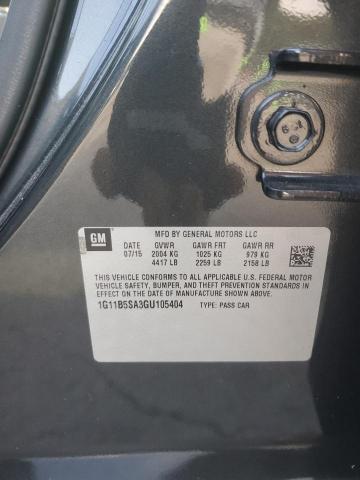 GM
MFD BY GENERAL MOTORS LLC
DATE GVWR GAWR FRT GAWR RR
07/15 2004 KG 1025 KG 979 KG
4417 LB 2259 LB 2158 LB
THIS VEHICLE CONFORMS TO ALL APPLICABLE U.S. FEDERAL MOTOR
VEHICLE SAFETY, BUMPER, AND THEFT PREVENTION STANDARDS IN
EFFECT ON THE DATE OF MANUFACTURE SHOWN ABOVE.
1G11B5SA3GU105404 TYPE: PASS CAR